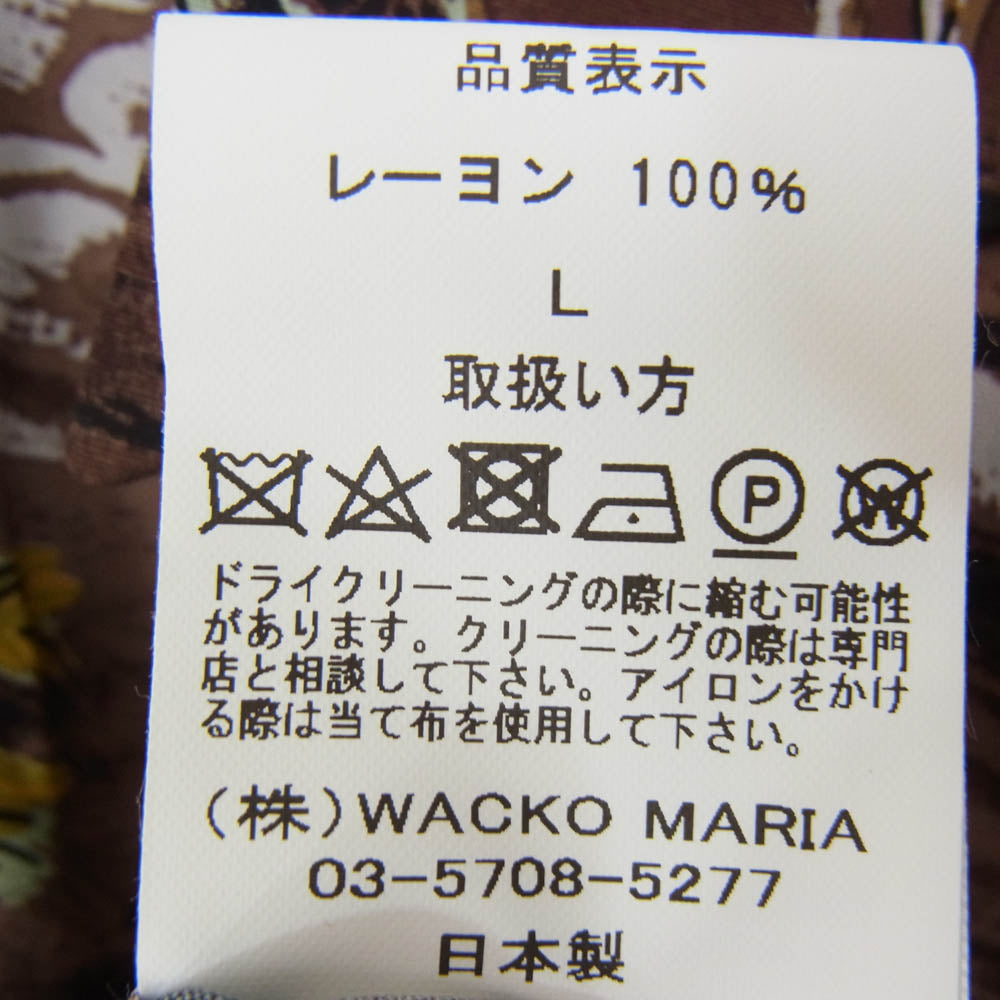 品質表示
レーヨン 100%
L
取扱い方
P W
ドライクリーニングの際に縮む可能性
があります。クリーニングの際は専門
店と相談して下さい。アイロンをかけ
る際は当て布を使用して下さい。
(株)WACKO MARIA
03-5708-5277
日本製